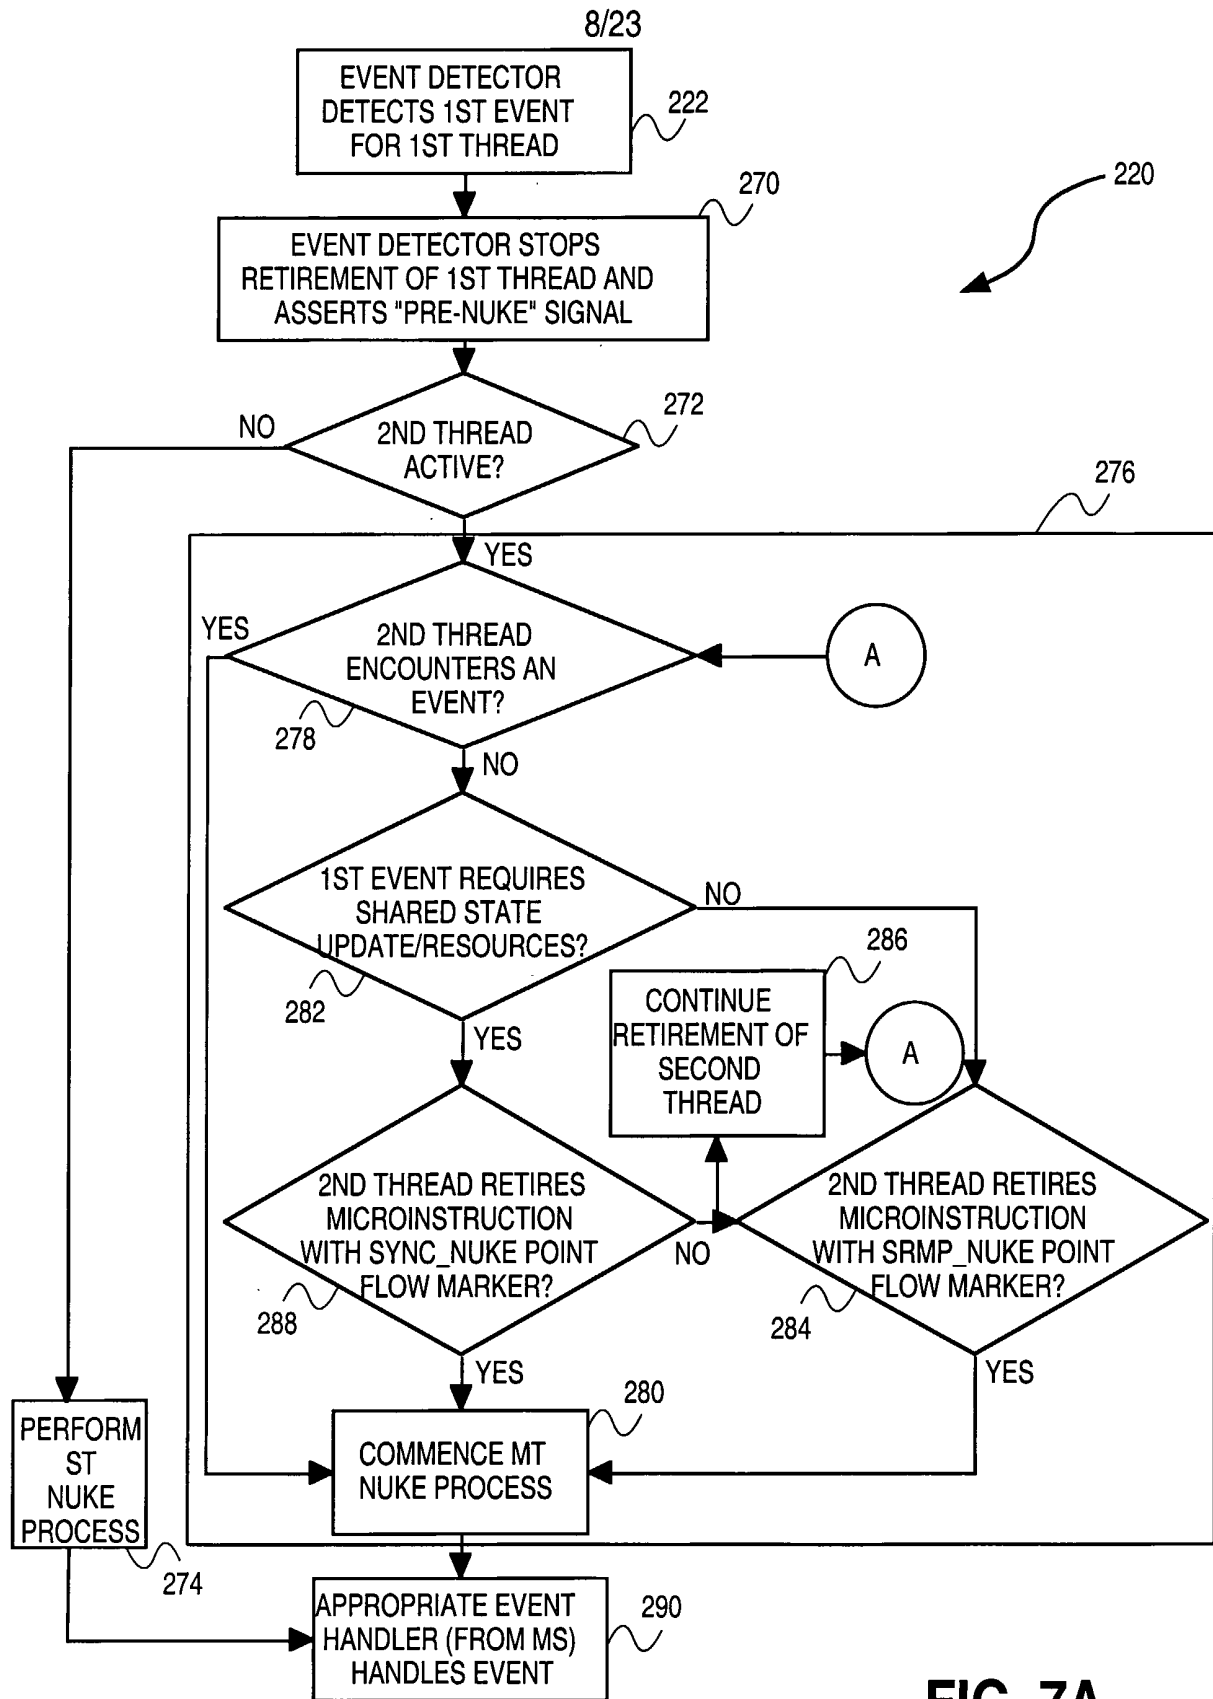 8/23
EVENT DETECTOR
DETECTS 1ST EVENT
FOR 1ST THREAD
222
270
220
EVENT DETECTOR STOPS
RETIREMENT OF 1ST THREAD AND
ASSERTS "PRE-NUKE" SIGNAL
272
NO
2ND THREAD
ACTIVE?
276
YES
YES
2ND THREAD
ENCOUNTERS AN
EVENT?
A
278
NO
1ST EVENT REQUIRES
SHARED STATE
UPDATE/RESOURCES?
NO
282
286
YES
CONTINUE
RETIREMENT OF
SECOND
THREAD
A
2ND THREAD RETIRES
MICROINSTRUCTION
WITH SYNC_NUKE POINT
FLOW MARKER?
NO
288
2ND THREAD RETIRES
MICROINSTRUCTION
WITH SRMP_NUKE POINT
FLOW MARKER?
284
YES
YES
280
COMMENCE MT
NUKE PROCESS
PERFORM
ST
NUKE
PROCESS
274
APPROPRIATE EVENT
HANDLER (FROM MS)
HANDLES EVENT
290
FIG. 7A